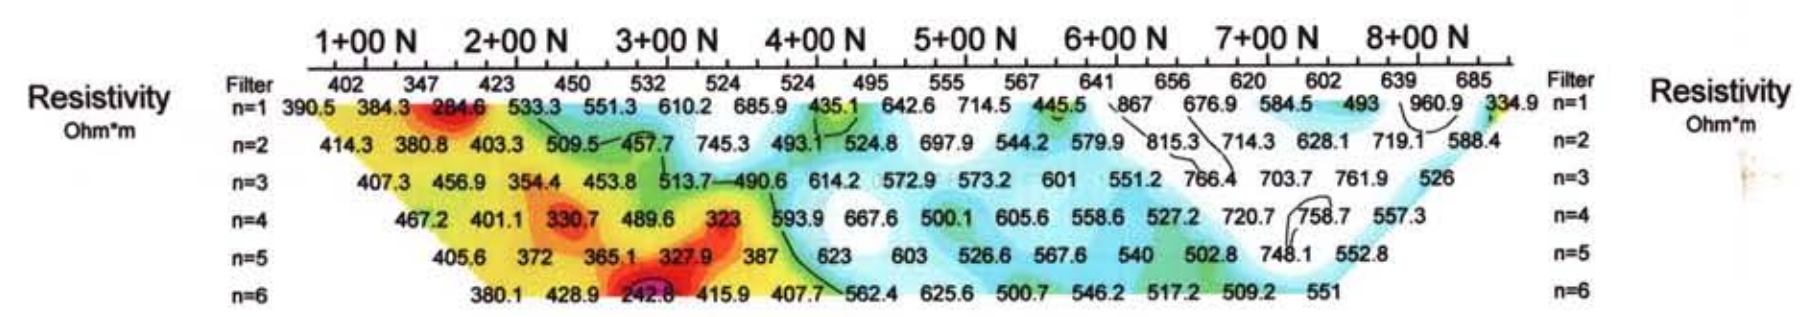 1+00 N 2+00 N 3+00 N 4+00 N 5+00 N 6+00 N 7+00 N 8+00 N
Filter 402 347 423 450 532 524 524 495 555 567 641 656 620 602 639 685 Filter
Resistivity n=1 390.5 384.3 284.6 533.3 551.3 610.2 685.9 435.1 642.6 714.5 445.5 867 676.9 584.5 493 960.9 334.9 n=1 Resistivity
Ohm*m n=2 414.3 380.8 403.3 509.5 457.7 745.3 493.1 524.8 697.9 544.2 579.9 815.3 714.3 628.1 719.1 588.4 n=2 Ohm*m
n=3 407.3 456.9 354.4 453.8 513.7 490.6 614.2 572.9 573.2 601 551.2 766.4 703.7 761.9 526 n=3
n=4 467.2 401.1 330.7 489.6 323 593.9 667.6 500.1 605.6 558.6 527.2 720.7 758.7 557.3 n=4
n=5 405.6 372 365.1 327.9 387 623 603 526.6 567.6 540 502.8 748.1 552.8 n=5
n=6 380.1 428.9 242.8 415.9 407.7 562.4 625.6 500.7 546.2 517.2 509.2 551 n=6